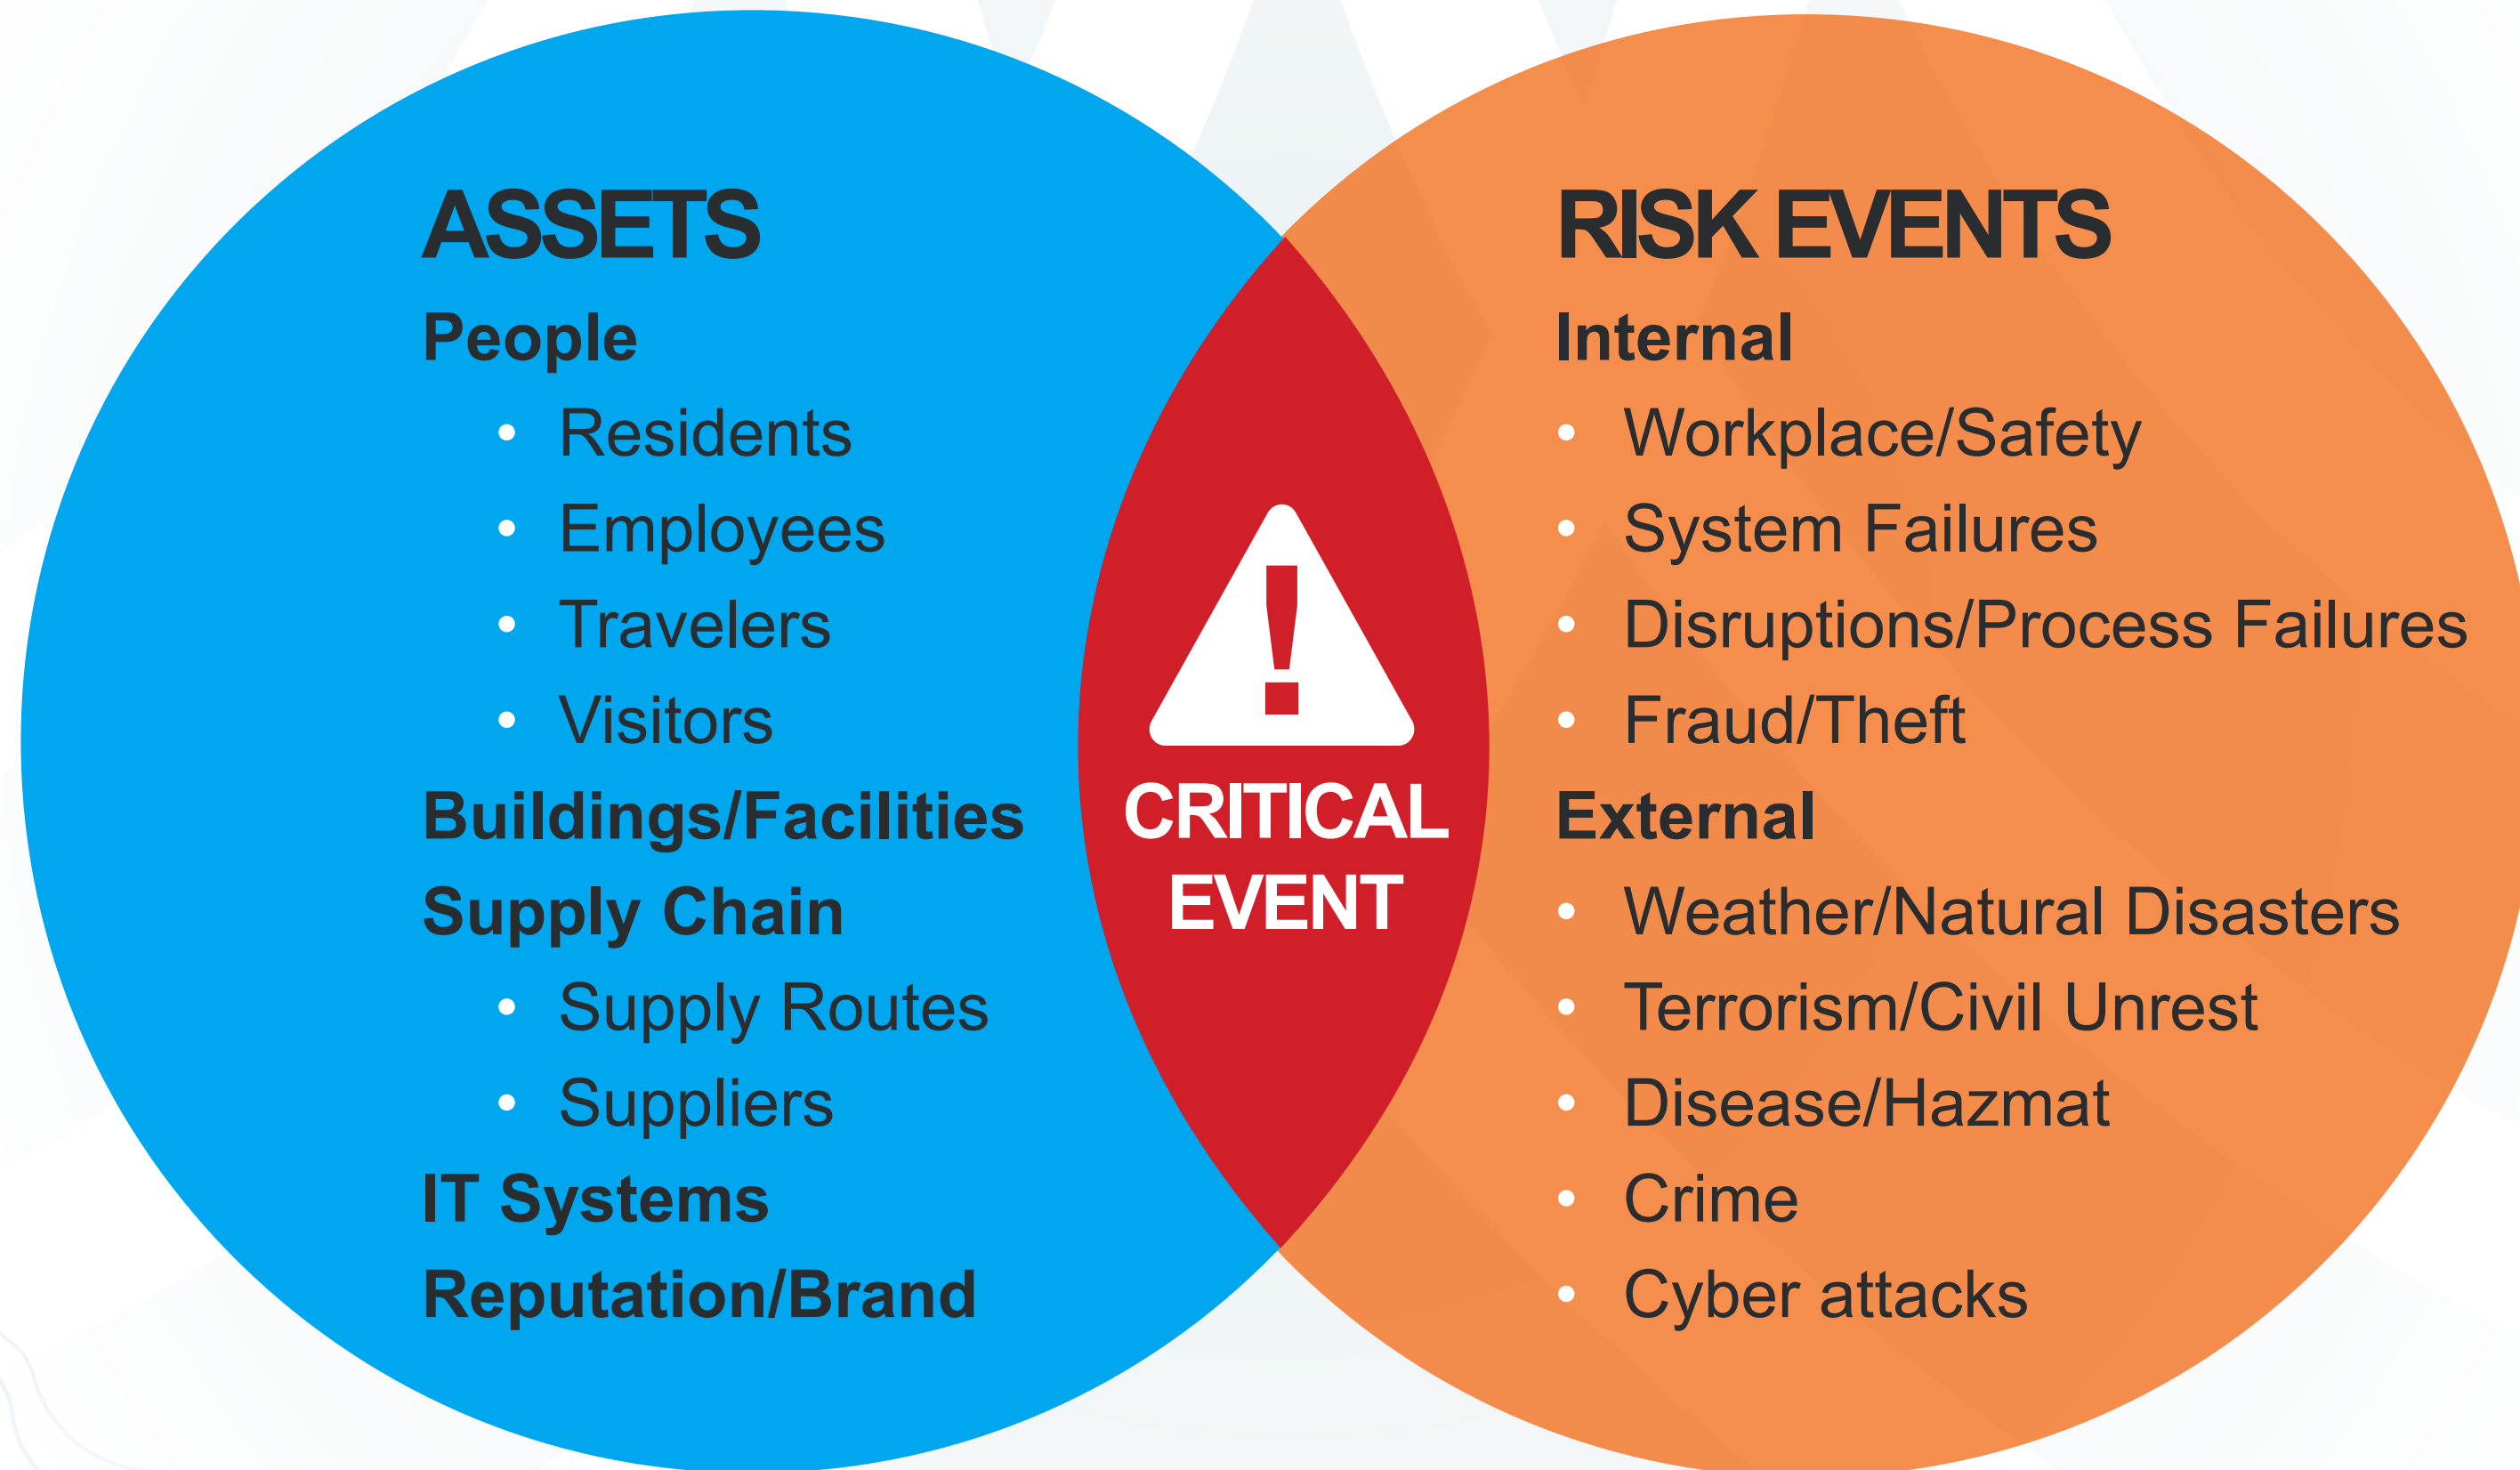 ASSETS
People
• Residents
• Employees
• Travelers
• Visitors
Buildings/Facilities
Supply Chain
• Supply Routes
• Suppliers
IT Systems
Reputation/Brand
CRITICAL
EVENT
RISK EVENTS
Internal
• Workplace/Safety
• System Failures
• Disruptions/Process Failures
• Fraud/Theft
External
• Weather/Natural Disasters
• Terrorism/Civil Unrest
• Disease/Hazmat
• Crime
• Cyber attacks